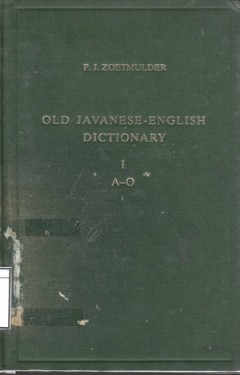 P. J. ZOETMULDER
OLD JAVANESE-ENGLISH
DICTIONARY
I
A-O